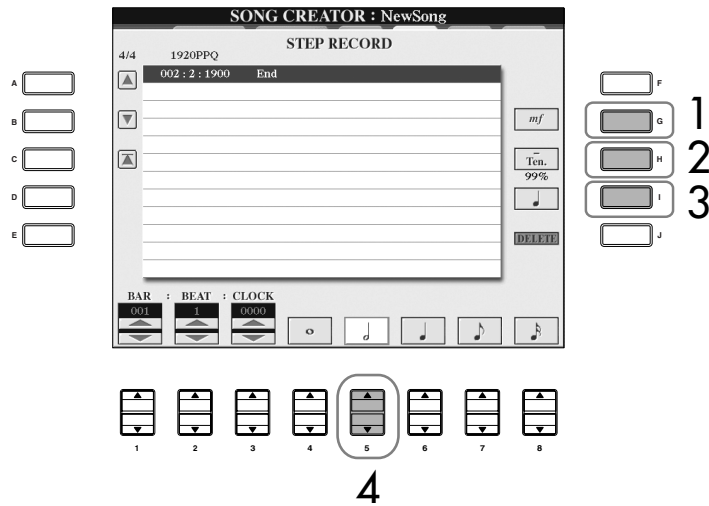 SONG CREATOR : NewSong
STEP RECORD
4/4 1920PPQ
002 : 2 : 1900 End
A
B
C
D
E
F
G
H
I
J
1
2
3
mf
Ten.
99%
DELETE
BAR : BEAT : CLOCK
001 1 0000
1 2 3 4 5 6 7 8
4